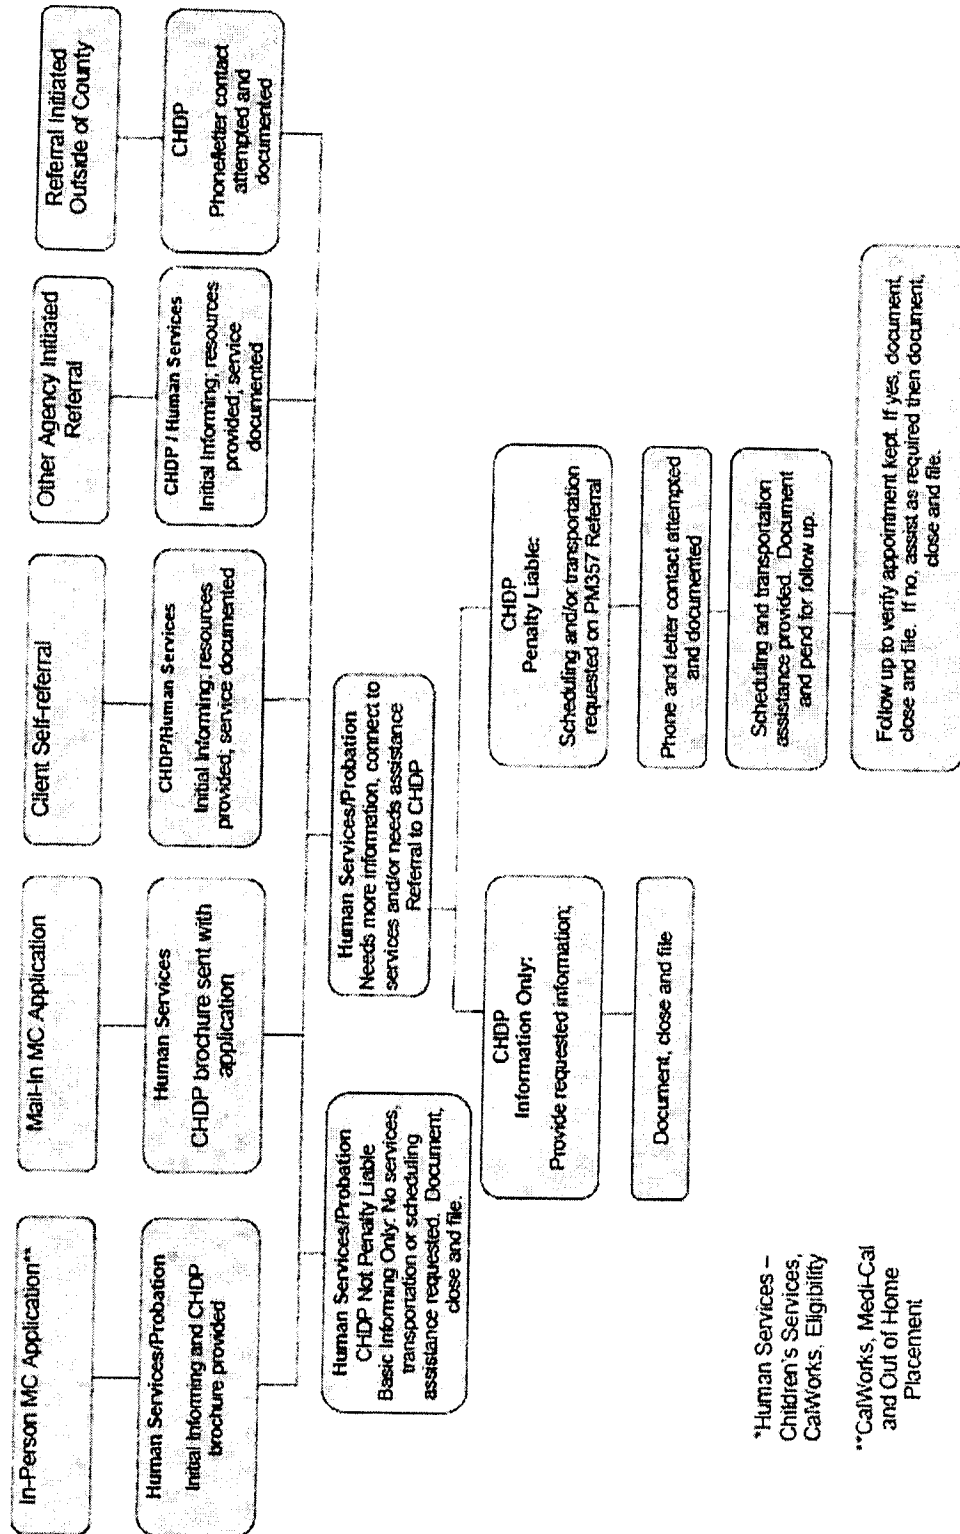 In-Person MC Application**
Mail-In MC Application
Client Self-referral
Other Agency Initiated
Referral
Referral Initiated
Outside of County
Human Services/Probation
Initial Informing and CHDP
brochure provided
Human Services
CHDP brochure sent with
application
CHDP/Human Services
Initial Informing; resources
provided; service documented
CHDP / Human Services
Initial Informing; resources
provided; service
documented
CHDP
Phone/letter contact
attempted and
documented
Human Services/Probation
CHDP Not Penalty Liable
Basic Informing Only: No services,
transportation or scheduling
assistance requested. Document,
close and file.
Human Services/Probation
Needs more information, connect to
services and/or needs assistance
Referral to CHDP
CHDP
Information Only:
Provide requested information;
Document, close and file
CHDP
Penalty Liable:
Scheduling and/or transportation
requested on PM357 Referral
Phone and letter contact attempted
and documented
Scheduling and transportation
assistance provided. Document
and pend for follow up.
Follow up to verify appointment kept. If yes, document,
close and file. If no, assist as required then document,
close and file.
*Human Services –
Children's Services,
CalWorks, Eligibility
**CalWorks, Medi-Cal
and Out of Home
Placement